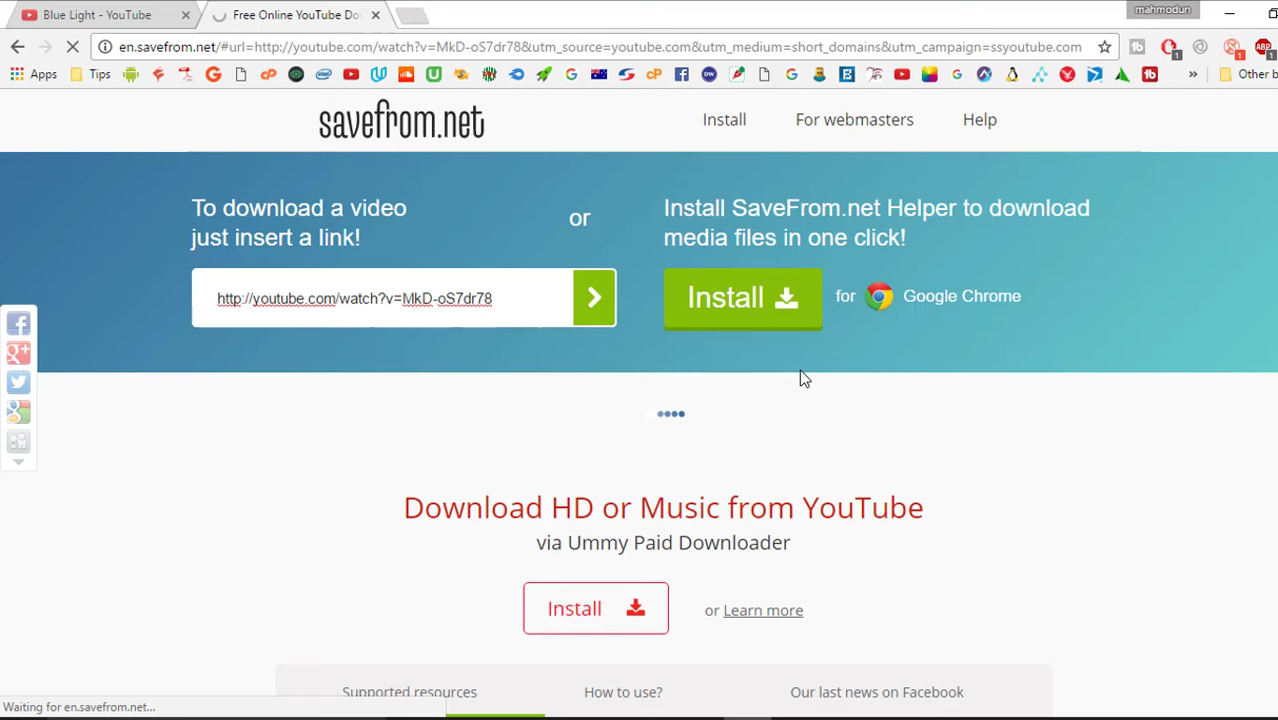 Blue Light - YouTube
Free Online YouTube Do
mahmodun
en.savefrom.net/#url=http://youtube.com/watch?v=MkD-oS7dr78&utm_source=youtube.com&utm_medium=short_domains&utm_campaign=ssyoutube.com
Apps
Tips
Other b
savefrom.net
Install
For webmasters
Help
To download a video
just insert a link!
or
Install SaveFrom.net Helper to download
media files in one click!
http://youtube.com/watch?v=MkD-oS7dr78
Install
for
Google Chrome
Download HD or Music from YouTube
via Ummy Paid Downloader
Install
or Learn more
Supported resources
How to use?
Our last news on Facebook
Waiting for en.savefrom.net...